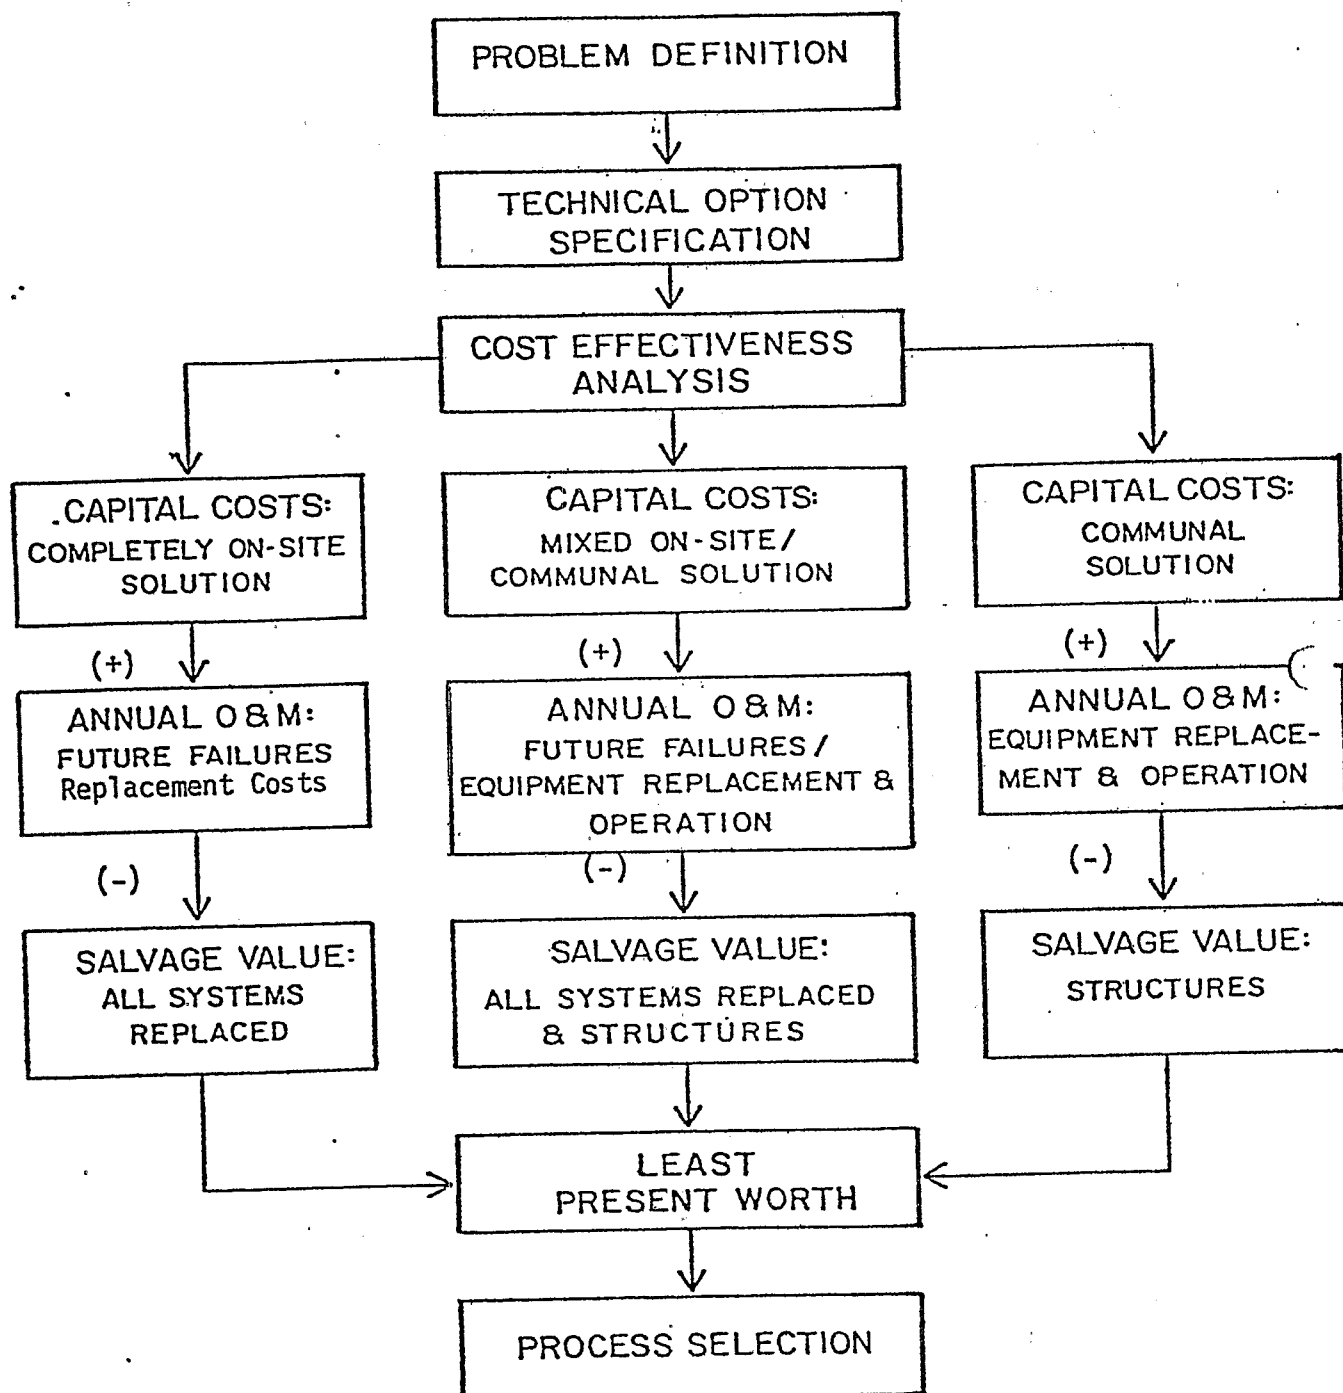 PROBLEM DEFINITION
TECHNICAL OPTION
SPECIFICATION
COST EFFECTIVENESS
ANALYSIS
CAPITAL COSTS:
COMPLETELY ON-SITE
SOLUTION
CAPITAL COSTS:
MIXED ON-SITE/
COMMUNAL SOLUTION
CAPITAL COSTS:
COMMUNAL
SOLUTION
(+)
(+)
(+)
ANNUAL O & M:
FUTURE FAILURES
Replacement Costs
ANNUAL O & M:
FUTURE FAILURES/
EQUIPMENT REPLACEMENT &
OPERATION
ANNUAL O & M:
EQUIPMENT REPLACE-
MENT & OPERATION
(-)
(-)
(-)
SALVAGE VALUE:
ALL SYSTEMS
REPLACED
SALVAGE VALUE:
ALL SYSTEMS REPLACED
& STRUCTURES
SALVAGE VALUE:
STRUCTURES
LEAST
PRESENT WORTH
PROCESS SELECTION